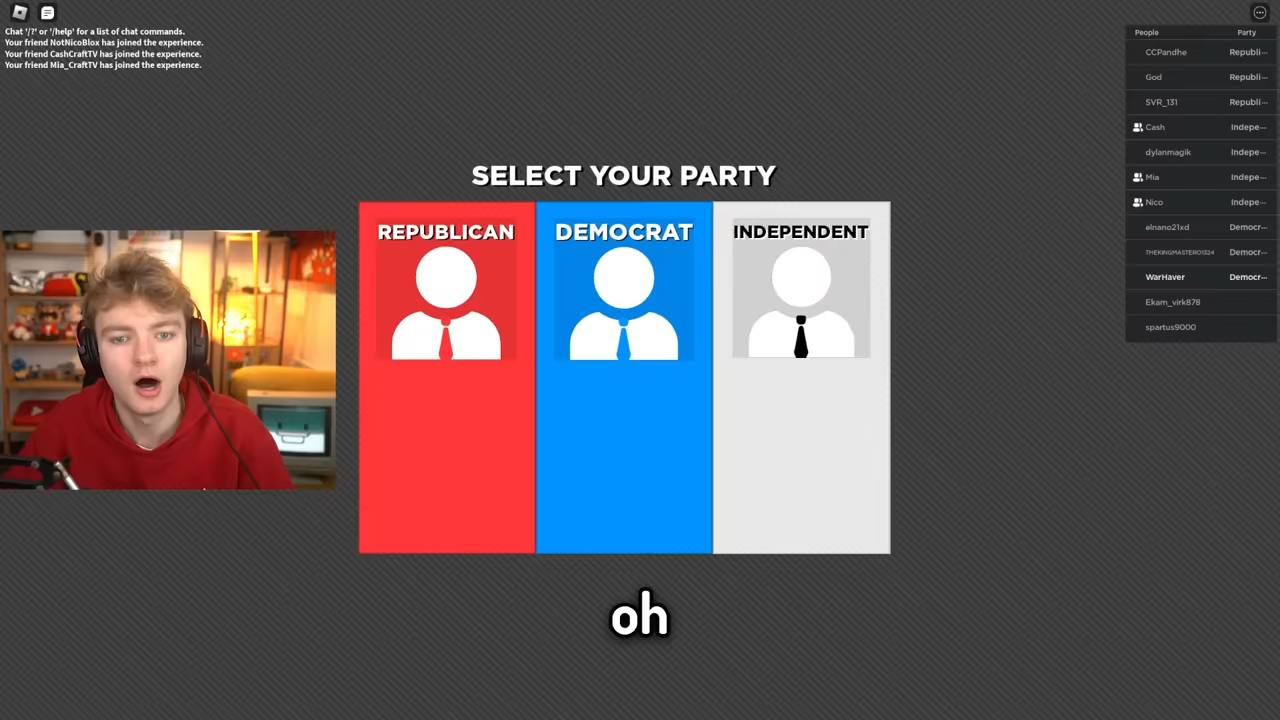 Chat '/?' or '/help' for a list of chat commands.
Your friend NotNicoBlox has joined the experience.
Your friend CashCraftTV has joined the experience.
Your friend Mia_CraftTV has joined the experience.
People Party
CCPandhe Republi...
God Republi...
SVR_131 Republi...
Cash Indepe...
dylanmagik Indepe...
Mia Indepe...
Nico Indepe...
elnano21xd Democr...
THEKINGMASTERO1324 Democr...
WarHaver Democr...
Ekam_virk878
spartus9000
SELECT YOUR PARTY
REPUBLICAN DEMOCRAT INDEPENDENT
oh